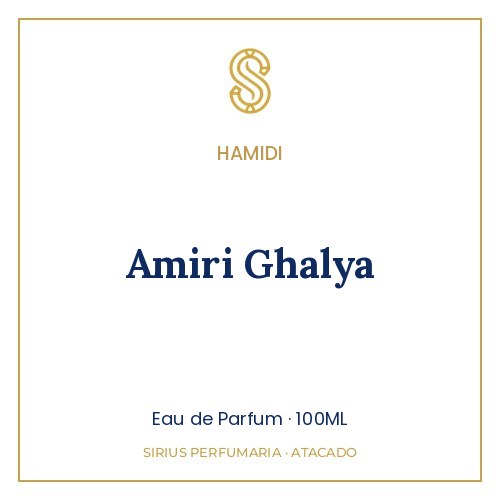 HAMIDI
Amiri Ghalya
Eau de Parfum · 100ML
SIRIUS PERFUMARIA · ATACADO